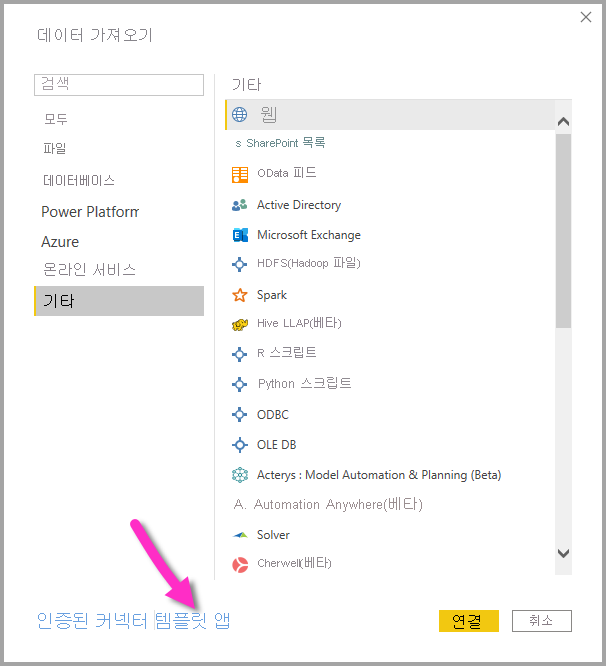 데이터 가져오기
검색
모두
파일
데이터베이스
Power Platform
Azure
온라인 서비스
기타
기타
웹
s SharePoint 목록
OData 피드
Active Directory
Microsoft Exchange
HDFS(Hadoop 파일)
Spark
Hive LLAP(베타)
R 스크립트
Python 스크립트
ODBC
OLE DB
Acterys : Model Automation & Planning (Beta)
A. Automation Anywhere(베타)
Solver
Cherwell(베타)
인증된 커넥터 템플릿 앱
연결
취소